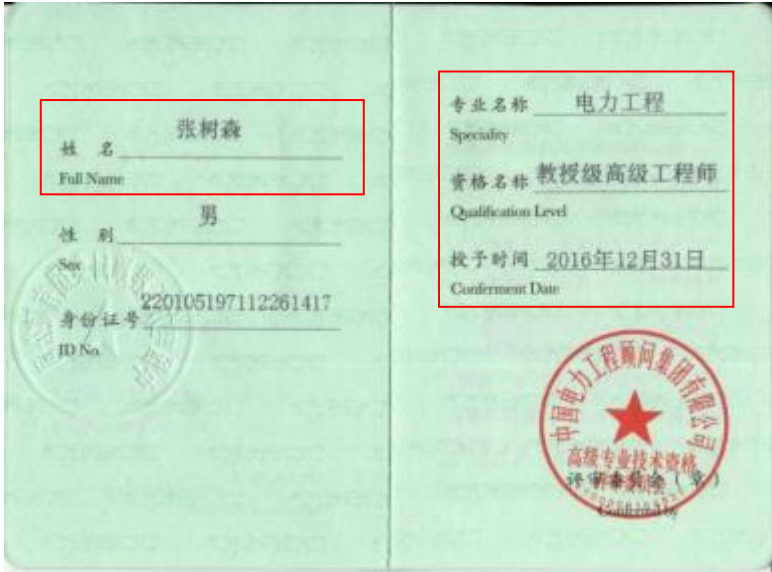 姓 名 张树森
Full Name
性 别 男
Sex
身份证号 220105197112261417
ID No.
专业名称 电力工程
Speciality
资格名称 教授级高级工程师
Qualification Level
授予时间 2016年12月31日
Conferment Date
中国电力工程顾问集团有限公司
高级专业技术资格
评审委员会（章）